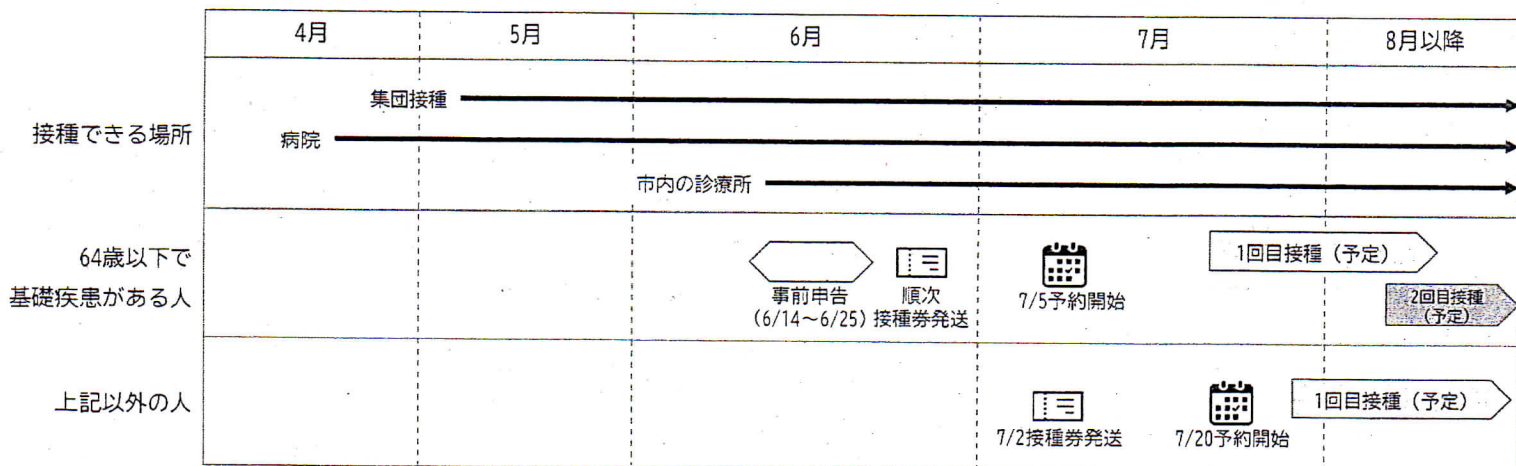 4月
5月
6月
7月
8月以降
接種できる場所
集団接種
病院
市内の診療所
64歳以下で
基礎疾患がある人
事前申告
(6/14～6/25)
順次
接種券発送
7/5予約開始
1回目接種（予定）
2回目接種
（予定）
上記以外の人
7/2接種券発送
7/20予約開始
1回目接種（予定）